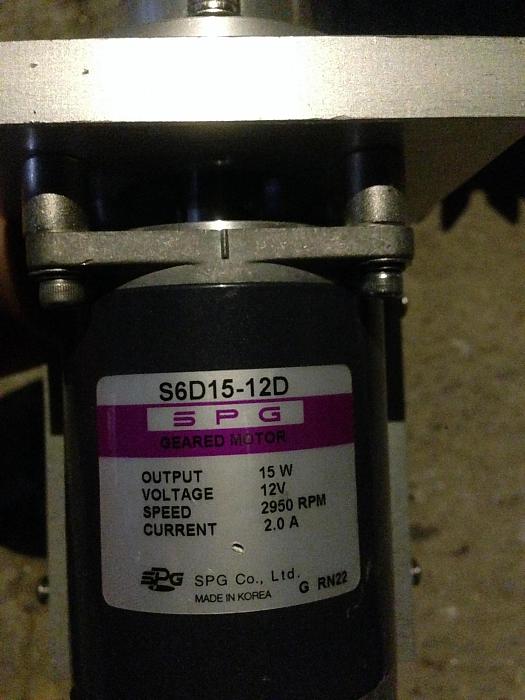 S6D15-12D
SPG
GEARED MOTOR
OUTPUT 15 W
VOLTAGE 12V
SPEED 2950 RPM
CURRENT 2.0 A
SPG SPG Co., Ltd.
MADE IN KOREA G RN22